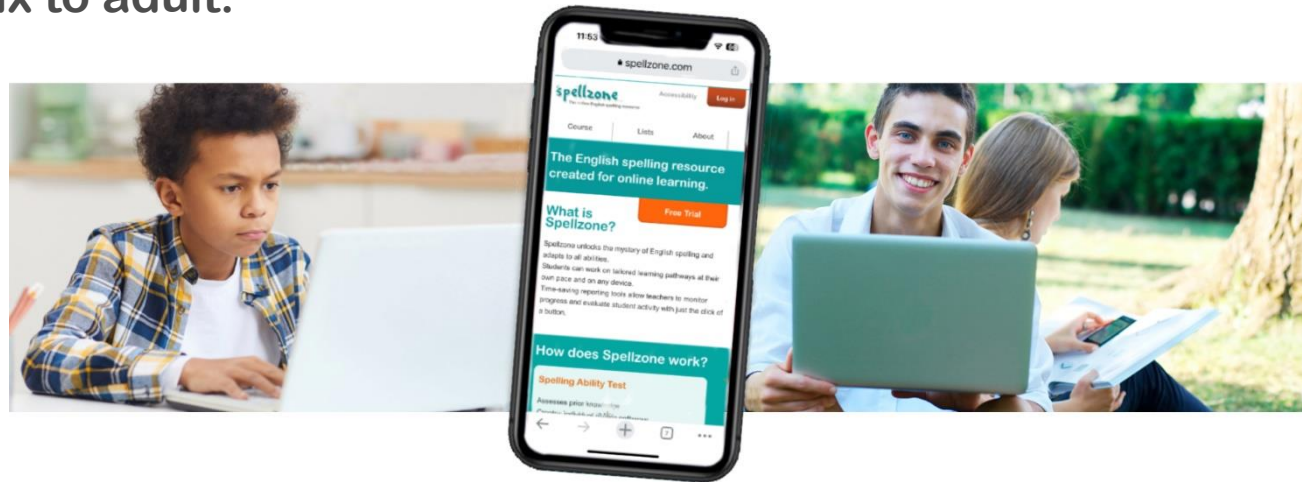 ix to adult.
11:53
spellzone.com
spellzone
Accessibility
Log in
Course
Lists
About
The English spelling resource
created for online learning.
What is
Spellzone?
Free Trial
Spellzone unlocks the mystery of English spelling and
adapts to all abilities.
Students can work on tailored learning pathways at their
own pace and on any device.
Time-saving reporting tools allow teachers to monitor
progress and evaluate student activity with just the click of
a button.
How does Spellzone work?
Spelling Ability Test
Assesses prior knowledge